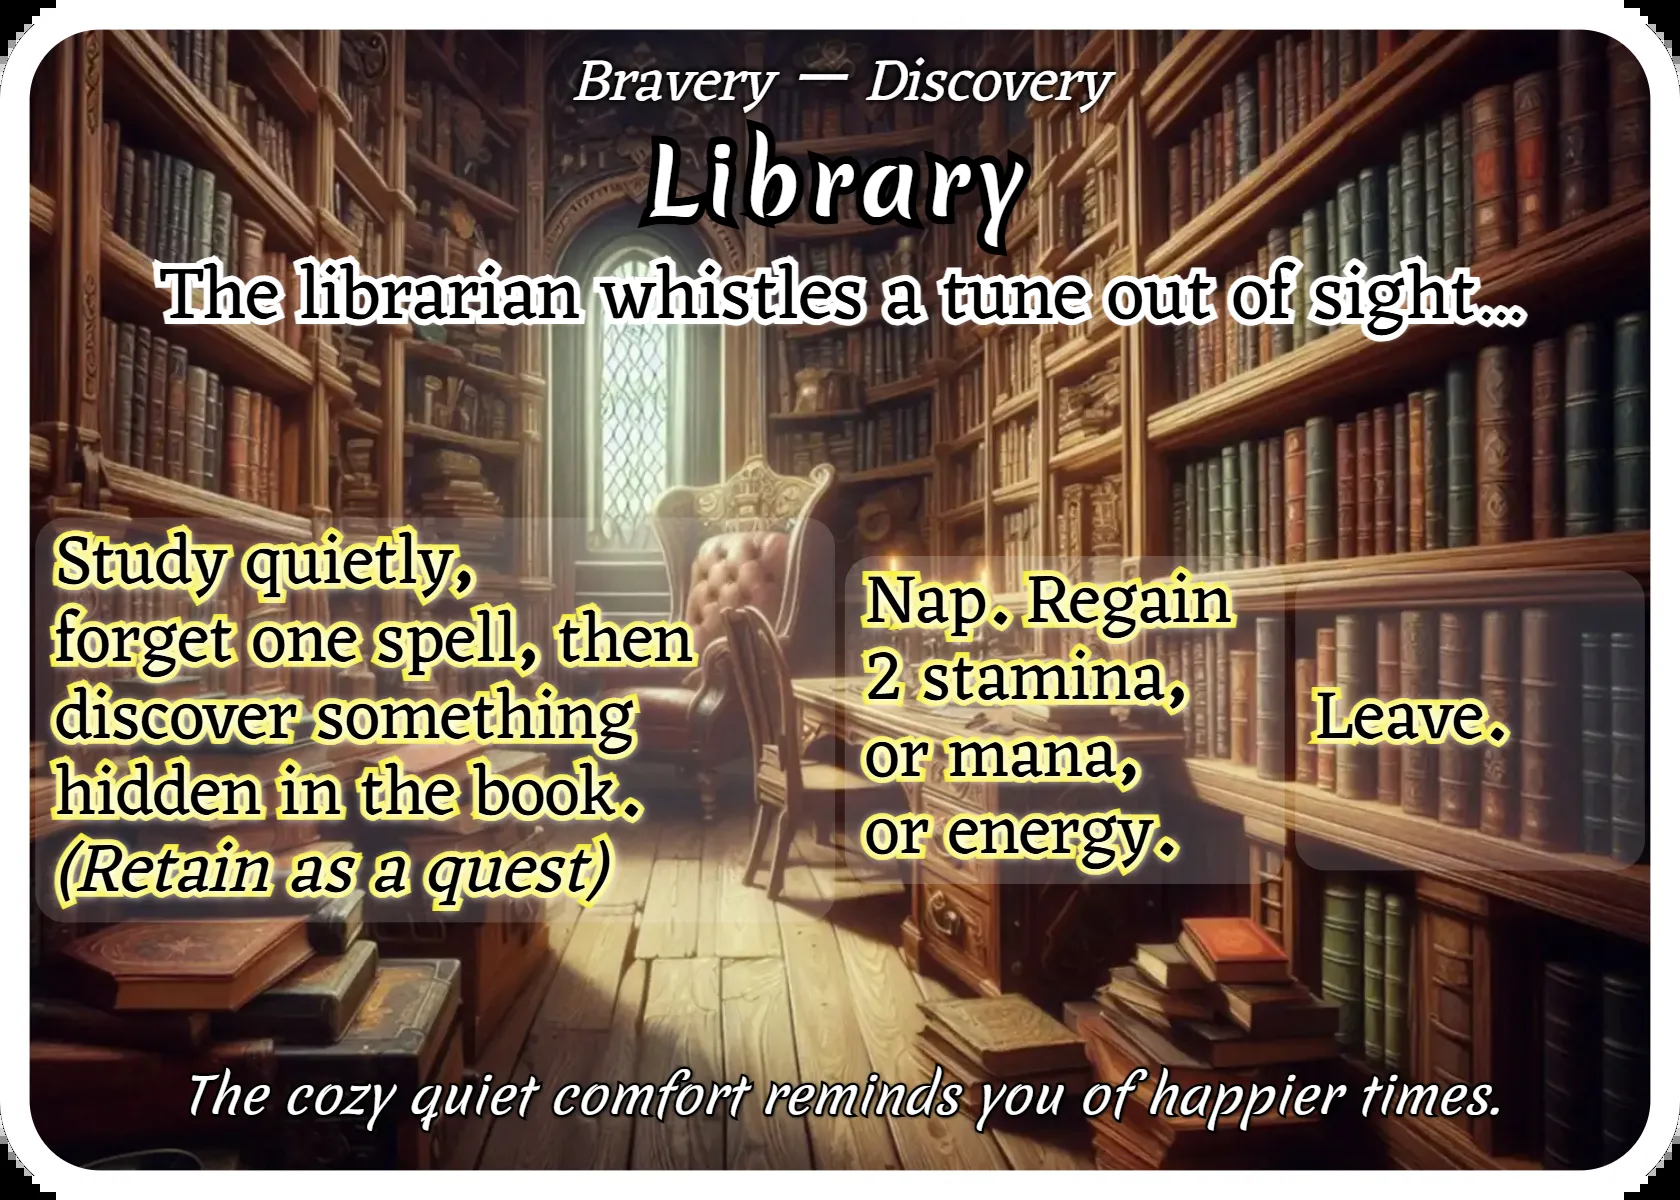 Bravery — Discovery
Library
The librarian whistles a tune out of sight...
Study quietly,
forget one spell, then
discover something
hidden in the book.
(Retain as a quest)
Nap. Regain
2 stamina,
or mana,
or energy.
Leave.
The cozy quiet comfort reminds you of happier times.